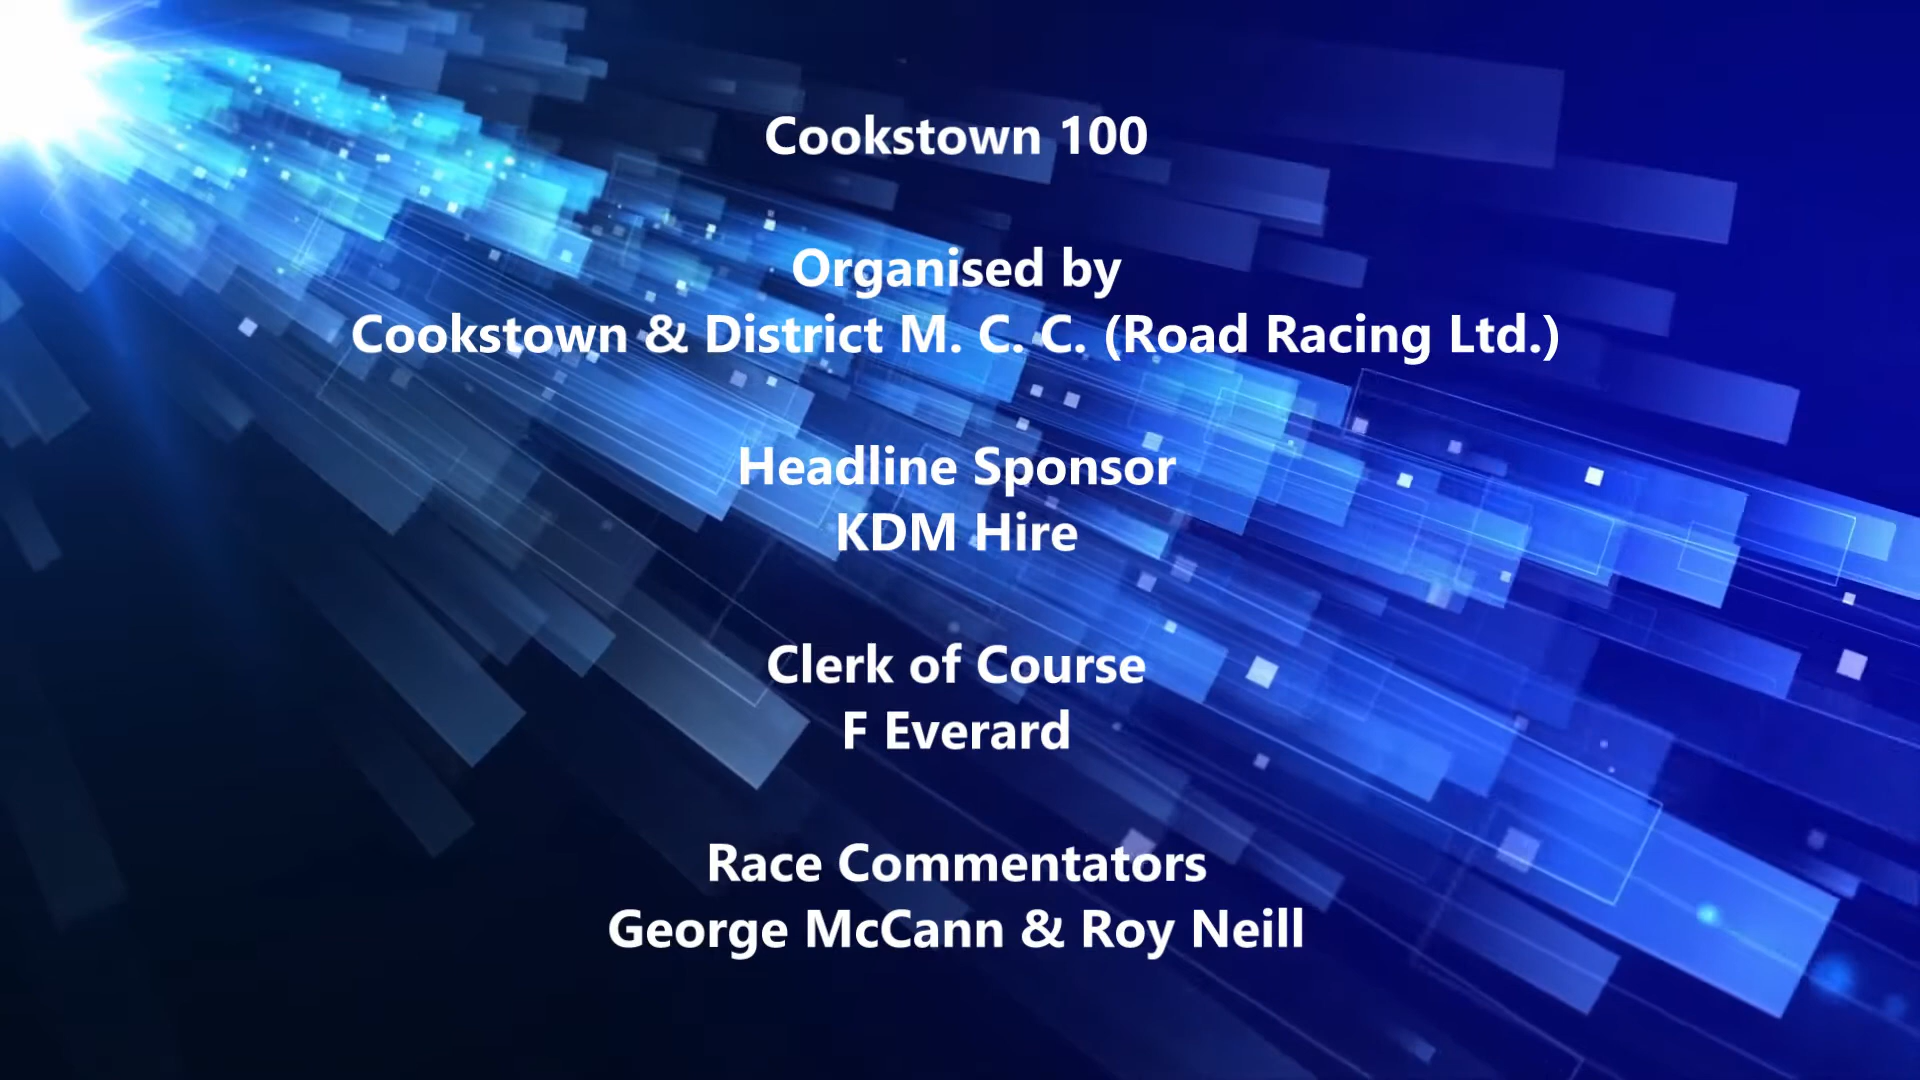 Cookstown 100
Organised by
Cookstown & District M. C. C. (Road Racing Ltd.)
Headline Sponsor
KDM Hire
Clerk of Course
F Everard
Race Commentators
George McCann & Roy Neill